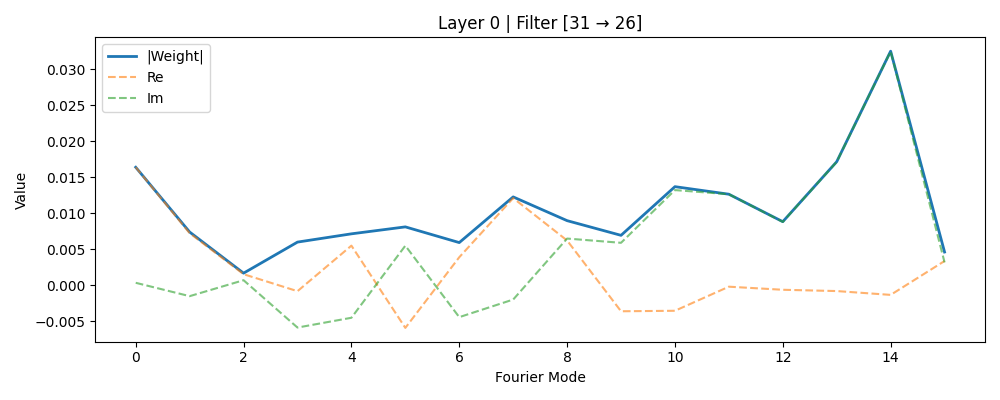 Layer 0 | Filter [31 → 26]
|Weight|
Re
Im
0.030
0.025
0.020
0.015
0.010
0.005
0.000
−0.005
Value
0 2 4 6 8 10 12 14
Fourier Mode